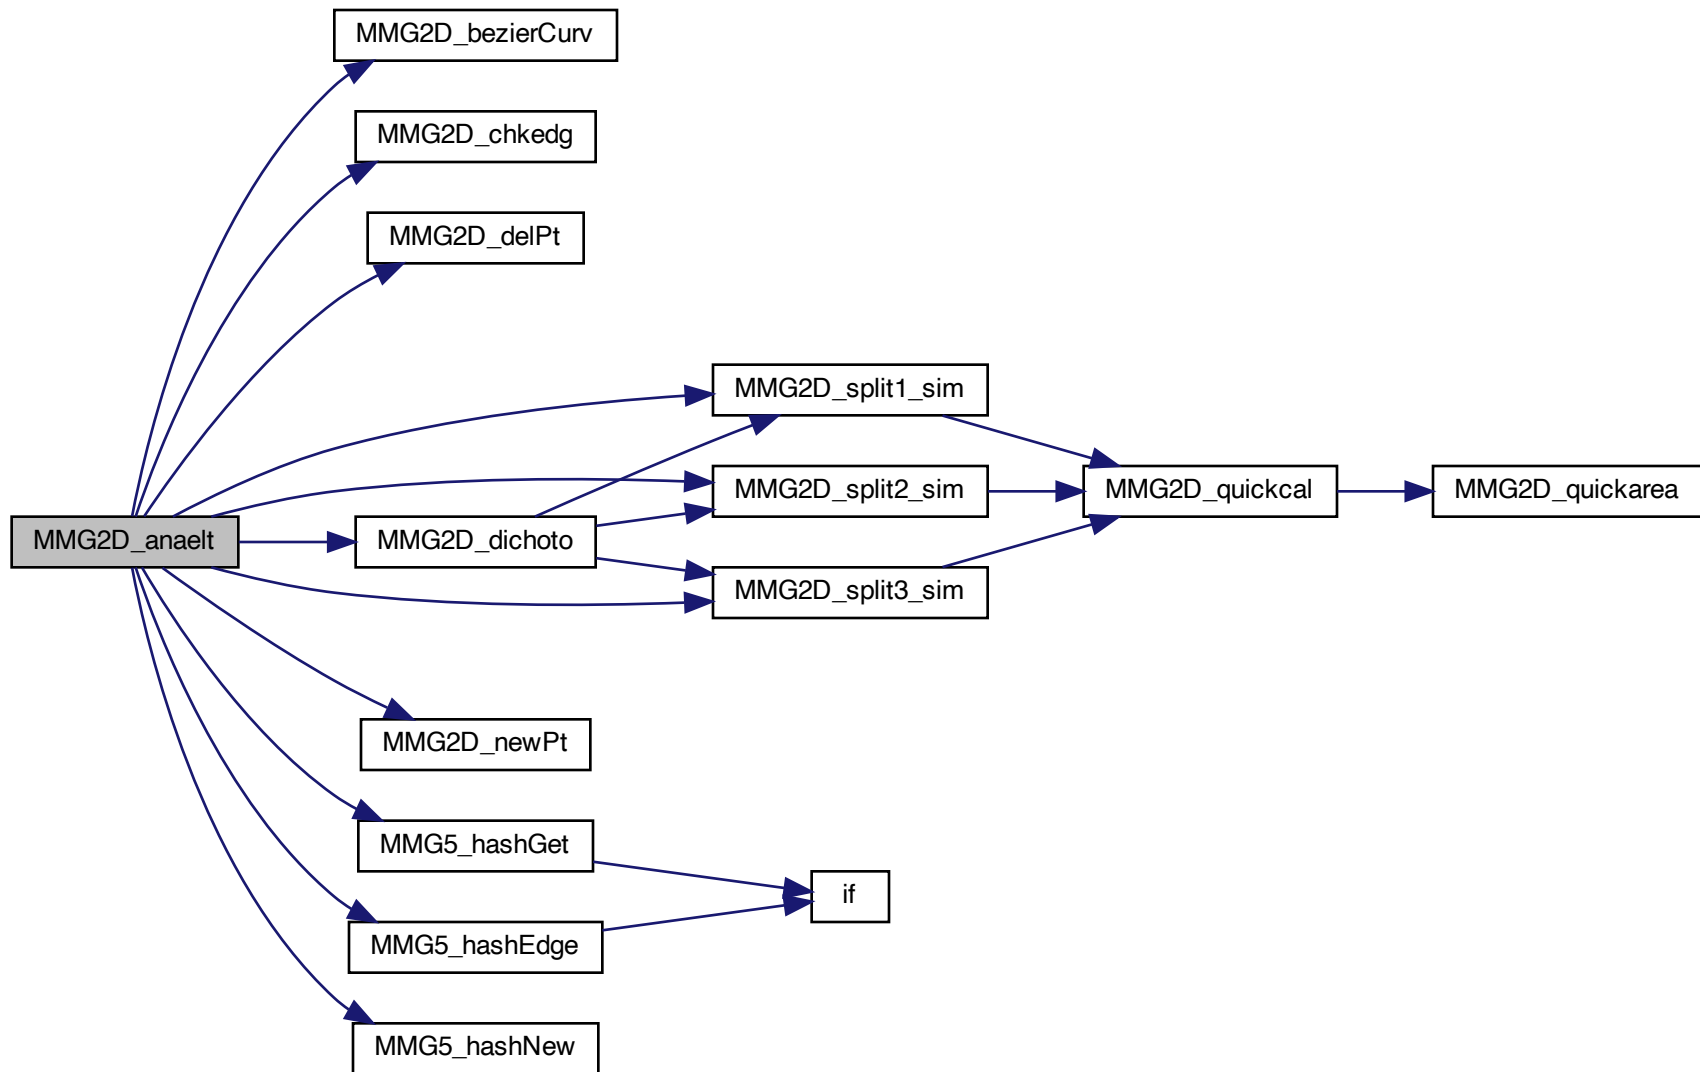 MMG2D_bezierCurv
MMG2D_chkedg
MMG2D_delPt
MMG2D_split1_sim
MMG2D_split2_sim
MMG2D_quickcal
MMG2D_quickarea
MMG2D_anaelt
MMG2D_dichoto
MMG2D_split3_sim
MMG2D_newPt
MMG5_hashGet
if
MMG5_hashEdge
MMG5_hashNew